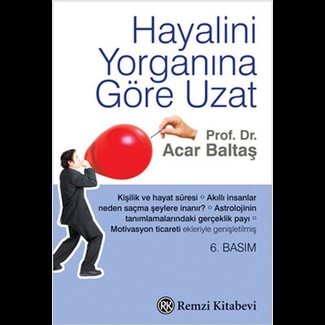 Hayalini
Yorganına
Göre Uzat
Prof. Dr.
Acar Baltaş
Kişilik ve hayat süresi ○ Akıllı insanlar
neden saçma şeylere inanır? ○ Astrolojinin
tanımlamalarındaki gerçeklik payı ○
Motivasyon ticareti ekleriyle genişletilmiş
6. BASIM
RK Remzi Kitabevi